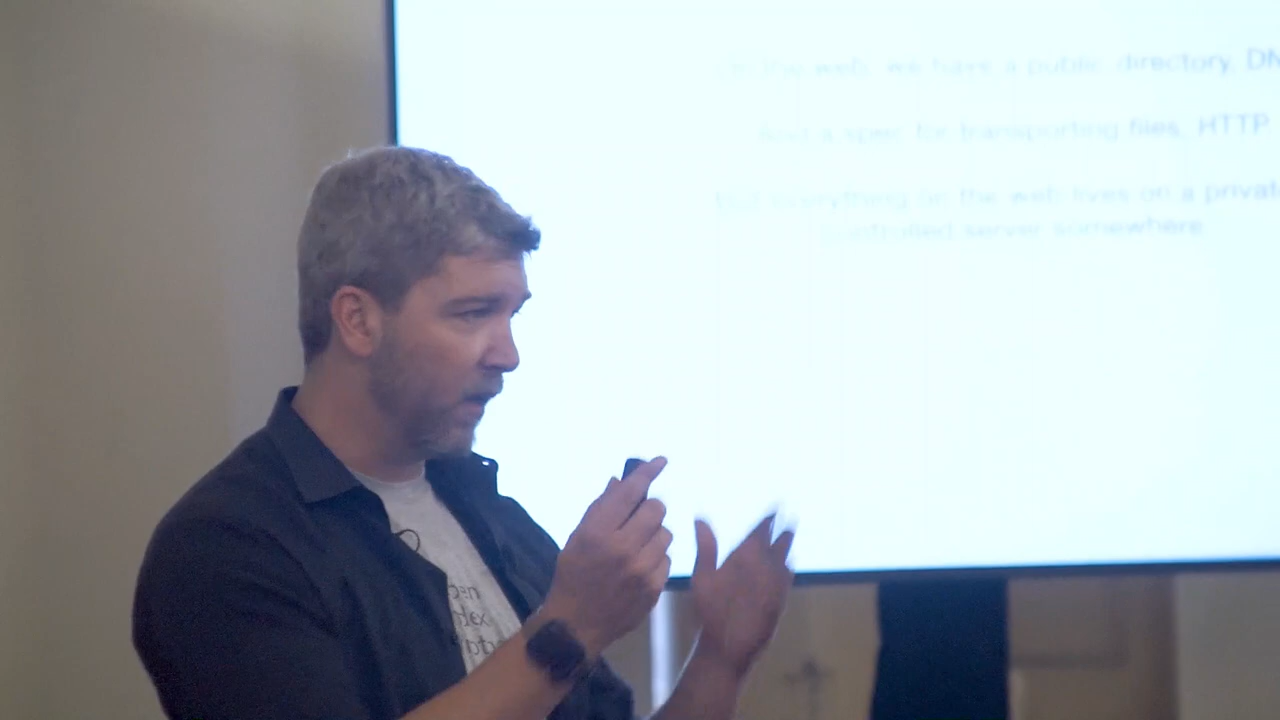 the web, we have a public directory, DN
And a spec for transporting files, HTTP
But everything on the web lives on a privat
controlled server somewhere